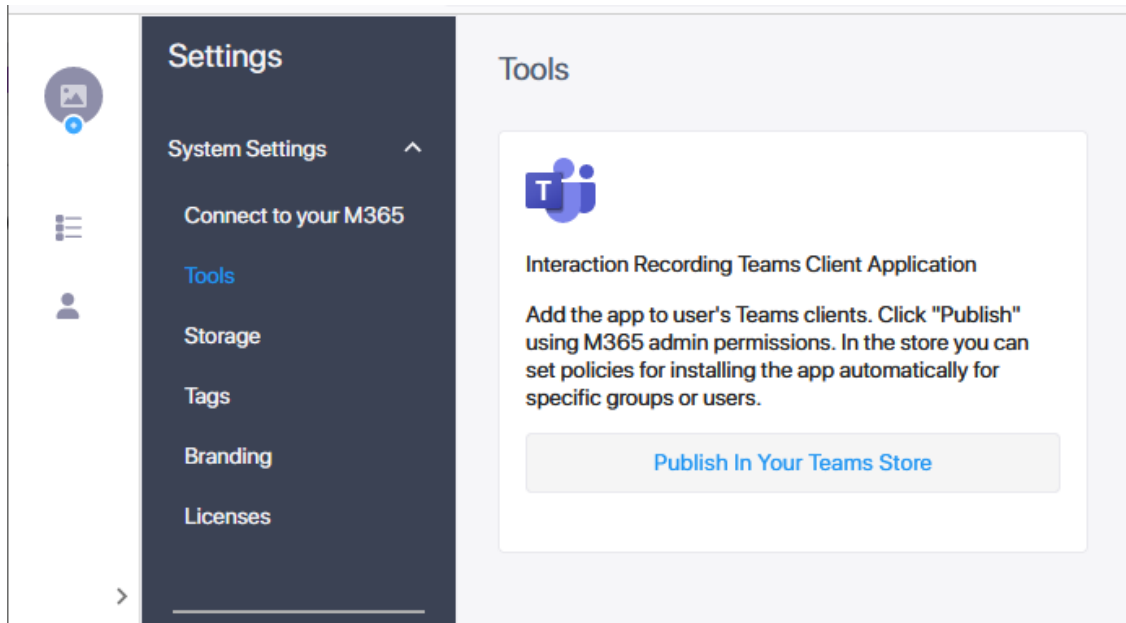 Settings
System Settings
Connect to your M365
Tools
Storage
Tags
Branding
Licenses
Tools
T
Interaction Recording Teams Client Application
Add the app to user's Teams clients. Click "Publish"
using M365 admin permissions. In the store you can
set policies for installing the app automatically for
specific groups or users.
Publish In Your Teams Store